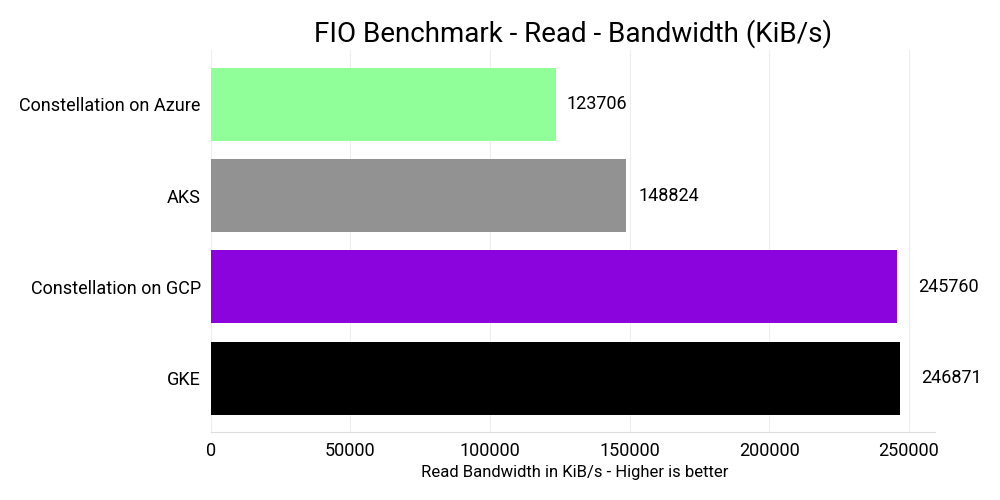 FIO Benchmark - Read - Bandwidth (KiB/s)
Constellation on Azure
123706
AKS
148824
Constellation on GCP
245760
GKE
246871
0 50000 100000 150000 200000 250000
Read Bandwidth in KiB/s - Higher is better